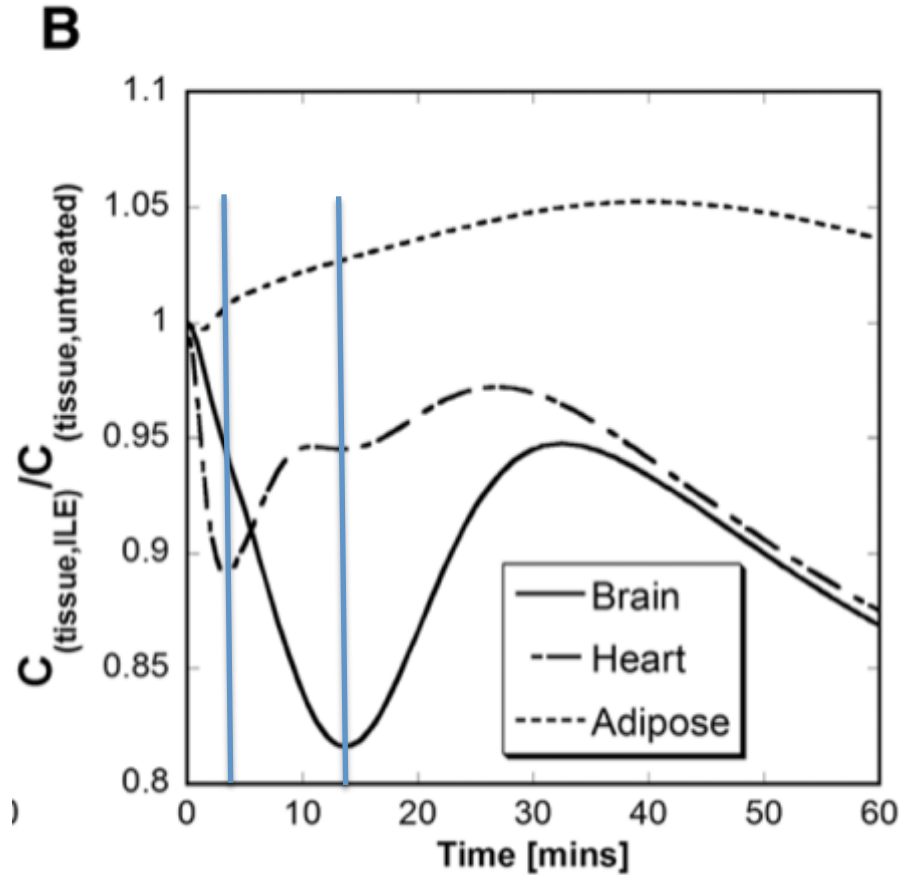 B
1.1
1.05
1
0.95
0.9
0.85
0.8
C(tissue,ILE)/C(tissue,untreated)
Brain
Heart
Adipose
0 10 20 30 40 50 60
Time [mins]